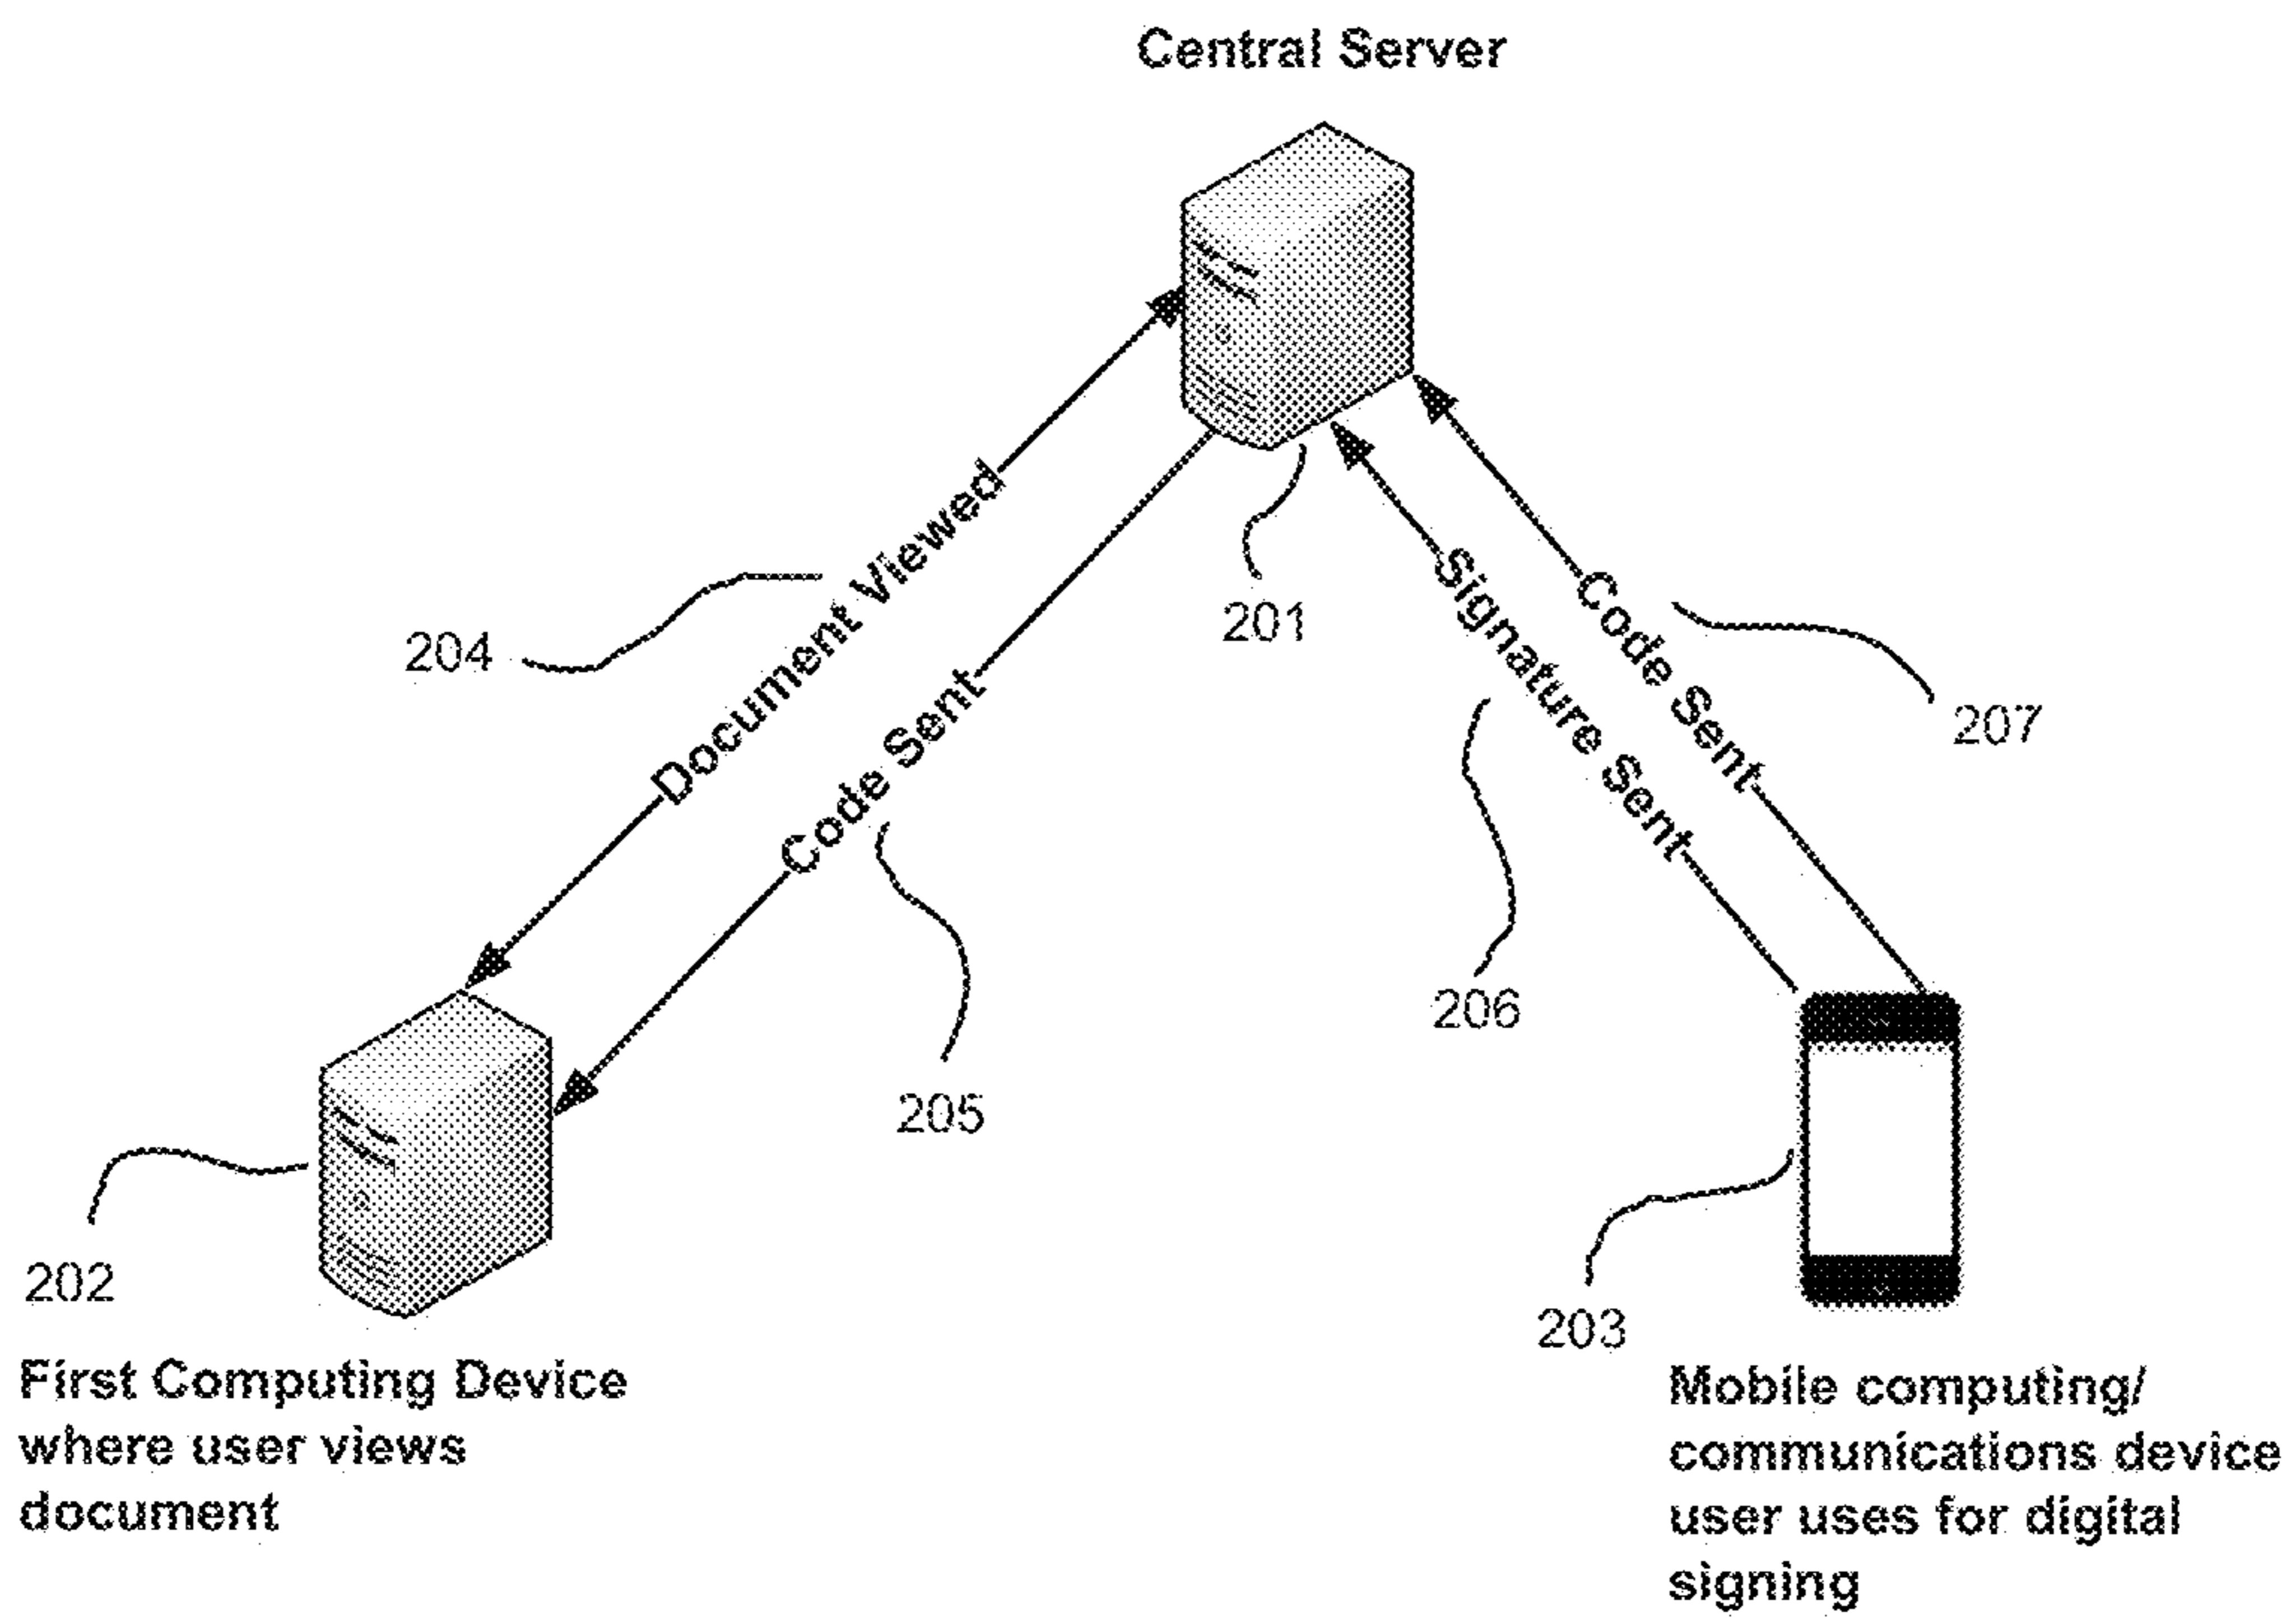 Central Server
Document Viewed
Code Sent
Signature Sent
Code Sent
201
204
207
206
205
202
203
First Computing Device
where user views
document
Mobile computing/
communications device
user uses for digital
signing